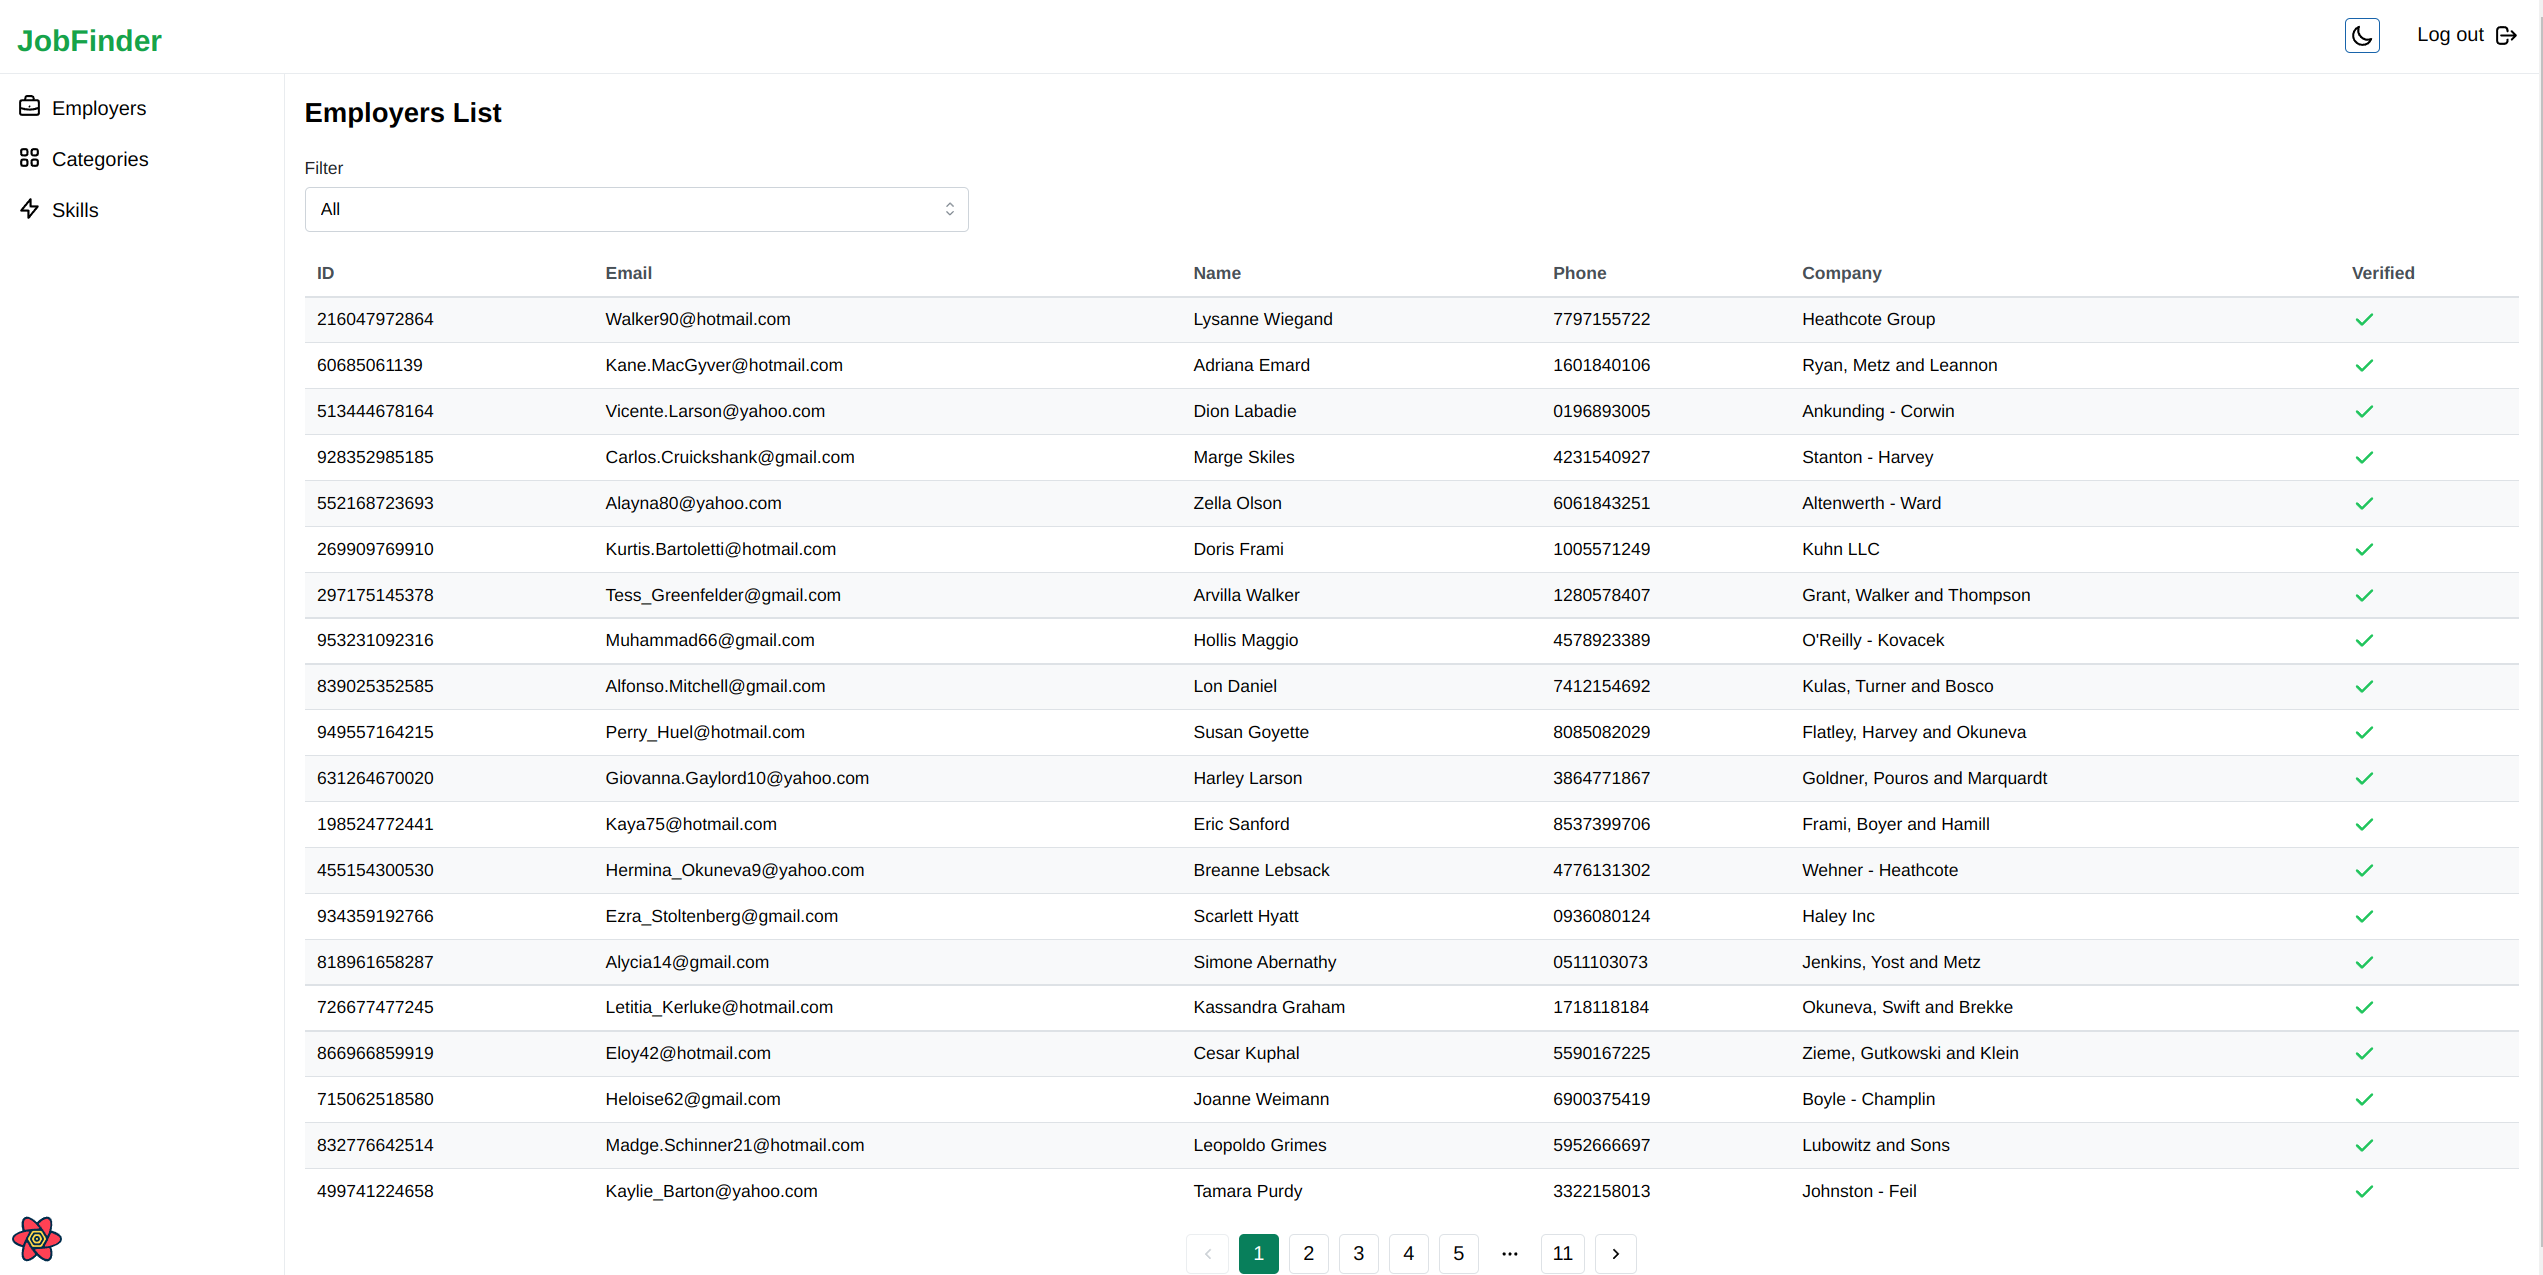 JobFinder
Log out
Employers
Categories
Skills
Employers List
Filter
All
ID Email Name Phone Company Verified
216047972864 Walker90@hotmail.com Lysanne Wiegand 7797155722 Heathcote Group
60685061139 Kane.MacGyver@hotmail.com Adriana Emard 1601840106 Ryan, Metz and Leannon
513444678164 Vicente.Larson@yahoo.com Dion Labadie 0196893005 Ankunding - Corwin
928352985185 Carlos.Cruickshank@gmail.com Marge Skiles 4231540927 Stanton - Harvey
552168723693 Alayna80@yahoo.com Zella Olson 6061843251 Altenwerth - Ward
269909769910 Kurtis.Bartoletti@hotmail.com Doris Frami 1005571249 Kuhn LLC
297175145378 Tess_Greenfelder@gmail.com Arvilla Walker 1280578407 Grant, Walker and Thompson
953231092316 Muhammad66@gmail.com Hollis Maggio 4578923389 O'Reilly - Kovacek
839025352585 Alfonso.Mitchell@gmail.com Lon Daniel 7412154692 Kulas, Turner and Bosco
949557164215 Perry_Huel@hotmail.com Susan Goyette 8085082029 Flatley, Harvey and Okuneva
631264670020 Giovanna.Gaylord10@yahoo.com Harley Larson 3864771867 Goldner, Pouros and Marquardt
198524772441 Kaya75@hotmail.com Eric Sanford 8537399706 Frami, Boyer and Hamill
455154300530 Hermina_Okuneva9@yahoo.com Breanne Lebsack 4776131302 Wehner - Heathcote
934359192766 Ezra_Stoltenberg@gmail.com Scarlett Hyatt 0936080124 Haley Inc
818961658287 Alycia14@gmail.com Simone Abernathy 0511103073 Jenkins, Yost and Metz
726677477245 Letitia_Kerluke@hotmail.com Kassandra Graham 1718118184 Okuneva, Swift and Brekke
866966859919 Eloy42@hotmail.com Cesar Kuphal 5590167225 Zieme, Gutkowski and Klein
715062518580 Heloise62@gmail.com Joanne Weimann 6900375419 Boyle - Champlin
832776642514 Madge.Schinner21@hotmail.com Leopoldo Grimes 5952666697 Lubowitz and Sons
499741224658 Kaylie_Barton@yahoo.com Tamara Purdy 3322158013 Johnston - Feil
1 2 3 4 5 ... 11